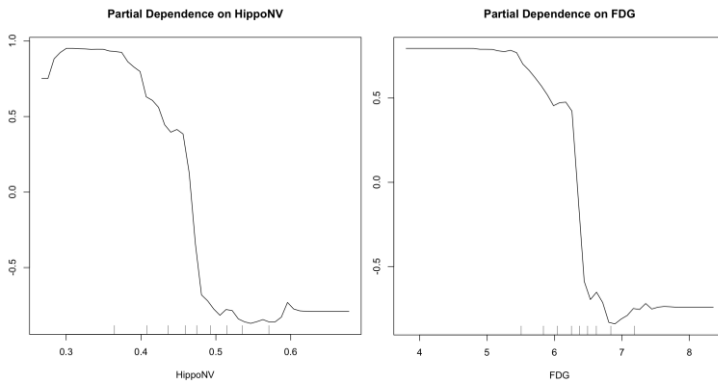 Partial Dependence on HippoNV
1.0
0.5
0.0
-0.5
0.3 0.4 0.5 0.6
HippoNV
Partial Dependence on FDG
0.5
0.0
-0.5
4 5 6 7 8
FDG